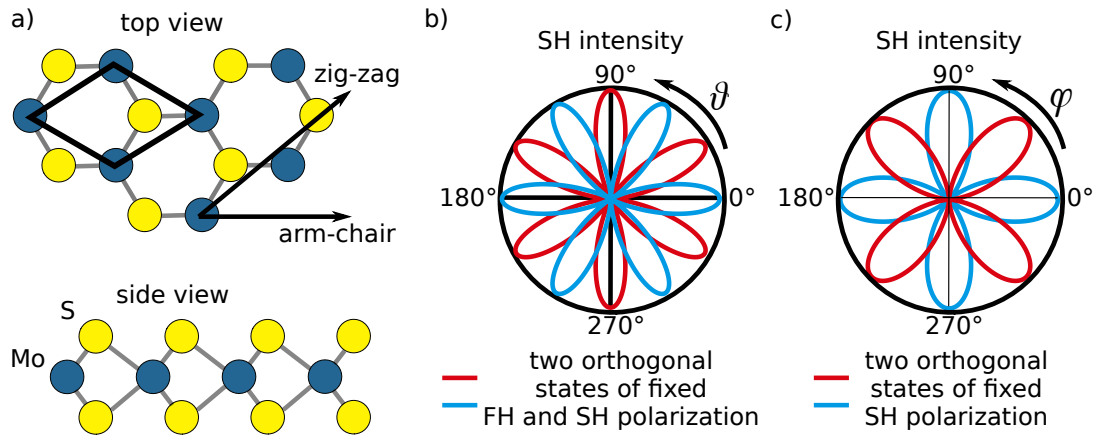 a)
top view
zig-zag
arm-chair
side view
S
Mo
b)
SH intensity
90°
ϑ
180°
0°
270°
two orthogonal
states of fixed
FH and SH polarization
c)
SH intensity
90°
φ
180°
0°
270°
two orthogonal
states of fixed
SH polarization